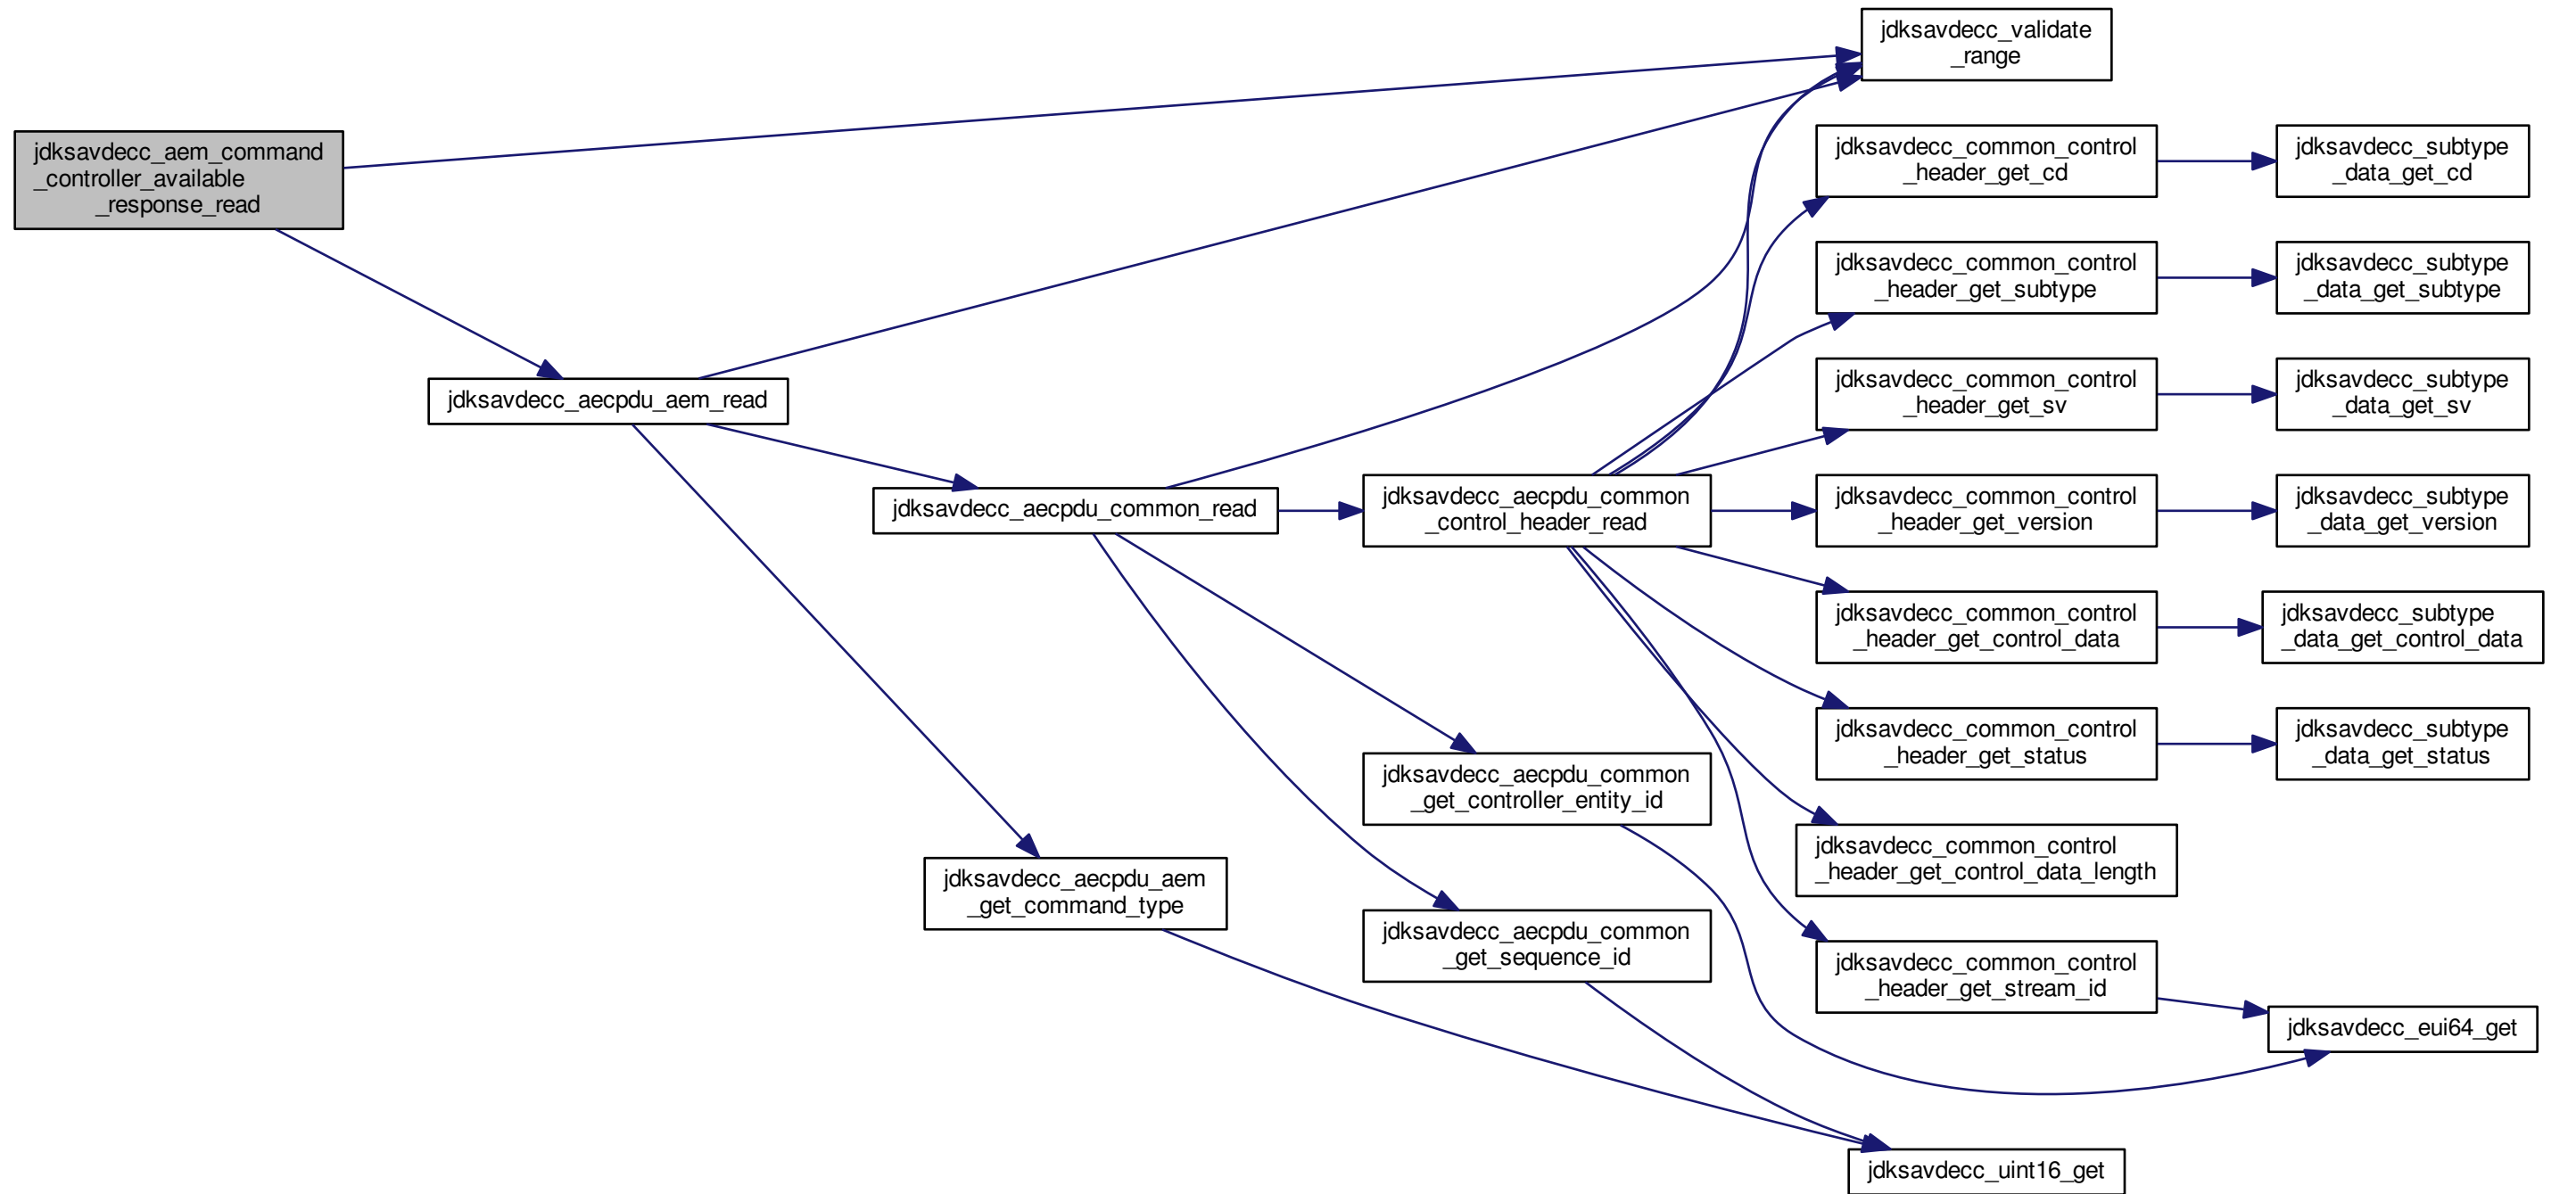 jdksavdecc_aem_command
_controller_available
_response_read
jdksavdecc_aecpdu_aem_read
jdksavdecc_aecpdu_common_read
jdksavdecc_aecpdu_aem
_get_command_type
jdksavdecc_aecpdu_common
_control_header_read
jdksavdecc_aecpdu_common
_get_controller_entity_id
jdksavdecc_aecpdu_common
_get_sequence_id
jdksavdecc_validate
_range
jdksavdecc_common_control
_header_get_cd
jdksavdecc_common_control
_header_get_subtype
jdksavdecc_common_control
_header_get_sv
jdksavdecc_common_control
_header_get_version
jdksavdecc_common_control
_header_get_control_data
jdksavdecc_common_control
_header_get_status
jdksavdecc_common_control
_header_get_control_data_length
jdksavdecc_common_control
_header_get_stream_id
jdksavdecc_uint16_get
jdksavdecc_subtype
_data_get_cd
jdksavdecc_subtype
_data_get_subtype
jdksavdecc_subtype
_data_get_sv
jdksavdecc_subtype
_data_get_version
jdksavdecc_subtype
_data_get_control_data
jdksavdecc_subtype
_data_get_status
jdksavdecc_eui64_get